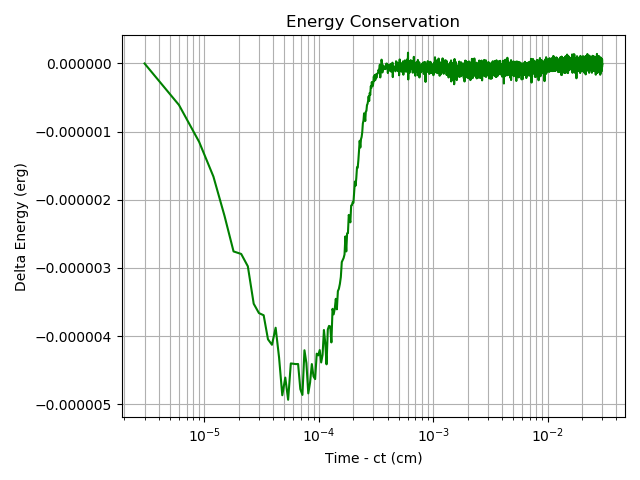 Energy Conservation
Delta Energy (erg)
0.000000
−0.000001
−0.000002
−0.000003
−0.000004
−0.000005
10⁻⁵ 10⁻⁴ 10⁻³ 10⁻²
Time - ct (cm)